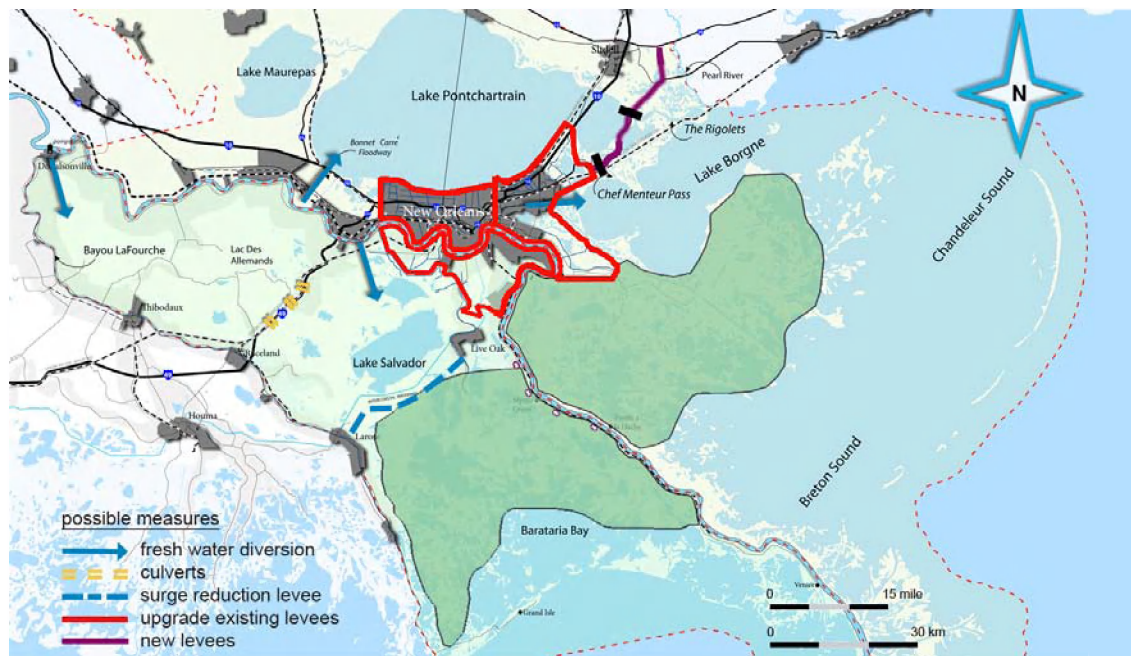 Slidell
Lake Maurepas
Pearl River
Lake Pontchartrain
N
The Rigolets
Bonnet Carré
Floodway
Donaldsonville
Lake Borgne
Chef Menteur Pass
New Orleans
Chandeleur Sound
Bayou LaFourche
Lac Des
Allemands
Thibodaux
Raceland
Live Oak
Lake Salvador
Houma
Larose
Breton Sound
Barataria Bay
possible measures
fresh water diversion
culverts
surge reduction levee
upgrade existing levees
new levees
Venice
Grand Isle
0 15 mile
0 30 km